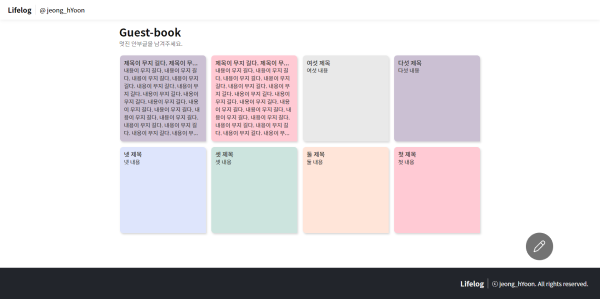 Lifelog @ jeong_hYoon
Guest-book
멋진 안부글을 남겨주세요.
제목이 무지 길다. 제목이 무...
내용이 무지 길다. 내용이 무지 길
다. 내용이 무지 길다. 내용이 무지
길다. 내용이 무지 길다. 내용이 무
지 길다. 내용이 무지 길다. 내용이
무지 길다. 내용이 무지 길다. 내용
이 무지 길다. 내용이 무지 길다. 내
용이 무지 길다. 내용이 무지 길다.
내용이 무지 길다. 내용이 무지 길
다. 내용이 무지 길다. 내용이 무...
제목이 무지 길다. 제목이 무...
내용이 무지 길다. 내용이 무지 길
다. 내용이 무지 길다. 내용이 무지
길다. 내용이 무지 길다. 내용이 무
지 길다. 내용이 무지 길다. 내용이
무지 길다. 내용이 무지 길다. 내용
이 무지 길다. 내용이 무지 길다. 내
용이 무지 길다. 내용이 무지 길다.
내용이 무지 길다. 내용이 무지 길
다. 내용이 무지 길다. 내용이 무...
여섯 제목
여섯 내용
다섯 제목
다섯 내용
넷 제목
넷 내용
셋 제목
셋 내용
둘 제목
둘 내용
첫 제목
첫 내용
Lifelog ⓒ jeong_hYoon. All rights reserved.